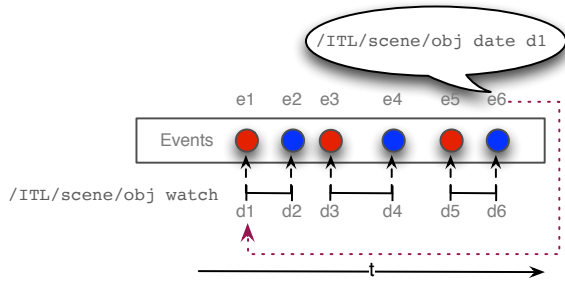 /ITL/scene/obj date d1
e1 e2 e3 e4 e5 e6
Events
/ITL/scene/obj watch
d1 d2 d3 d4 d5 d6
t